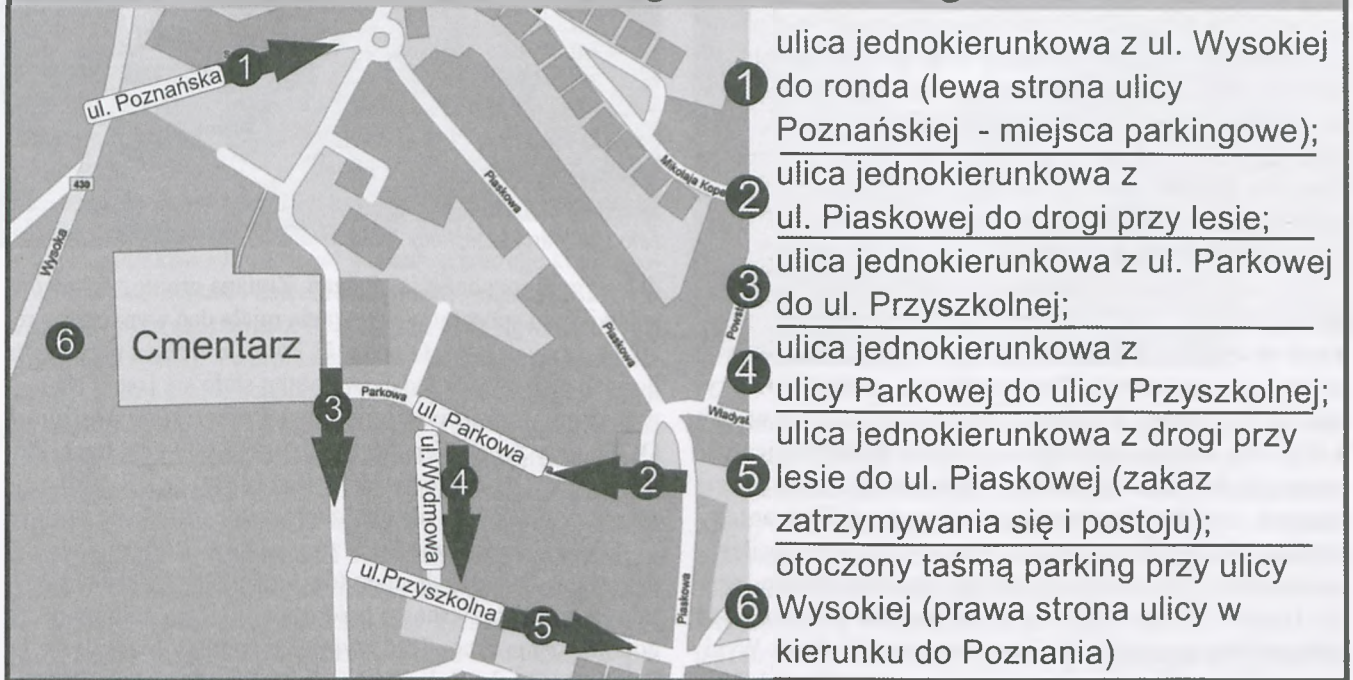 ul. Poznańska
1
430
Wysoka
Piaskowa
Mikołaja Kope
6
Cmentarz
Piaskowa
Parkowa
3
ul. Parkowa
Władysł
2
ul.Wydmowa
4
ul.Przyszkolna
5
Piaskowa
1 ulica jednokierunkowa z ul. Wysokiej
do ronda (lewa strona ulicy
Poznańskiej - miejsca parkingowe);
2 ulica jednokierunkowa z
ul. Piaskowej do drogi przy lesie;
3 ulica jednokierunkowa z ul. Parkowej
do ul. Przyszkolnej;
4 ulica jednokierunkowa z
ulicy Parkowej do ulicy Przyszkolnej;
5 ulica jednokierunkowa z drogi przy
lesie do ul. Piaskowej (zakaz
zatrzymywania się i postoju);
6 otoczony taśmą parking przy ulicy
Wysokiej (prawa strona ulicy w
kierunku do Poznania)